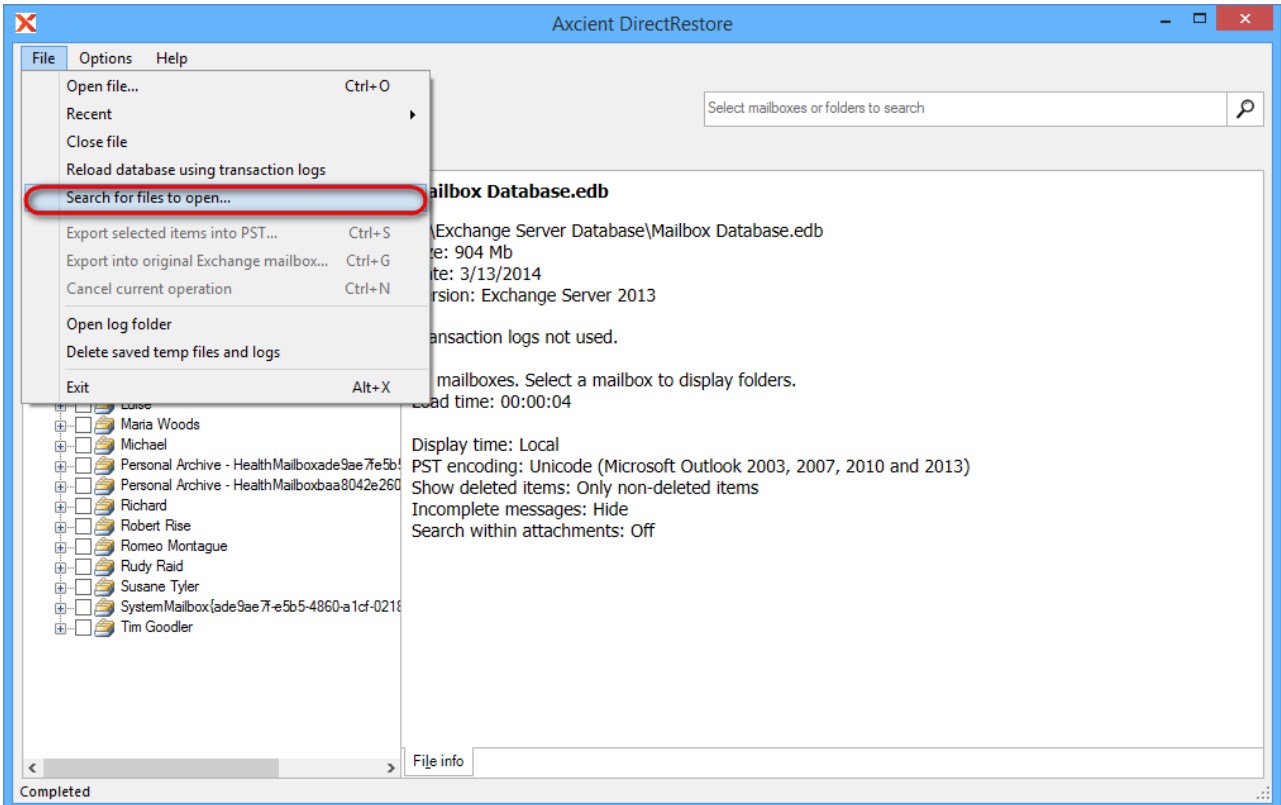 Axcient DirectRestore
File Options Help
Open file... Ctrl+O
Recent
Close file
Reload database using transaction logs
Search for files to open...
Export selected items into PST... Ctrl+S
Export into original Exchange mailbox... Ctrl+G
Cancel current operation Ctrl+N
Open log folder
Delete saved temp files and logs
Exit Alt+X
Select mailboxes or folders to search
Luise
Maria Woods
Michael
Personal Archive - HealthMailboxade9ae7fe5b5
Personal Archive - HealthMailboxbaa8042e260
Richard
Robert Rise
Romeo Montague
Rudy Raid
Susane Tyler
SystemMailbox{ade9ae7f-e5b5-4860-a1cf-0218
Tim Goodler
ailbox Database.edb
\Exchange Server Database\Mailbox Database.edb
ze: 904 Mb
te: 3/13/2014
rsion: Exchange Server 2013
ansaction logs not used.
mailboxes. Select a mailbox to display folders.
Load time: 00:00:04
Display time: Local
PST encoding: Unicode (Microsoft Outlook 2003, 2007, 2010 and 2013)
Show deleted items: Only non-deleted items
Incomplete messages: Hide
Search within attachments: Off
File info
Completed